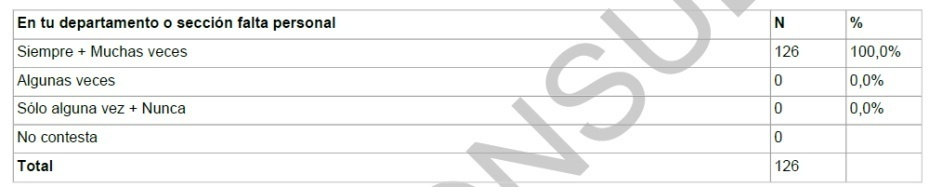 En tu departamento o sección falta personal N %
Siempre + Muchas veces 126 100,0%
Algunas veces 0 0,0%
Sólo alguna vez + Nunca 0 0,0%
No contesta 0
Total 126